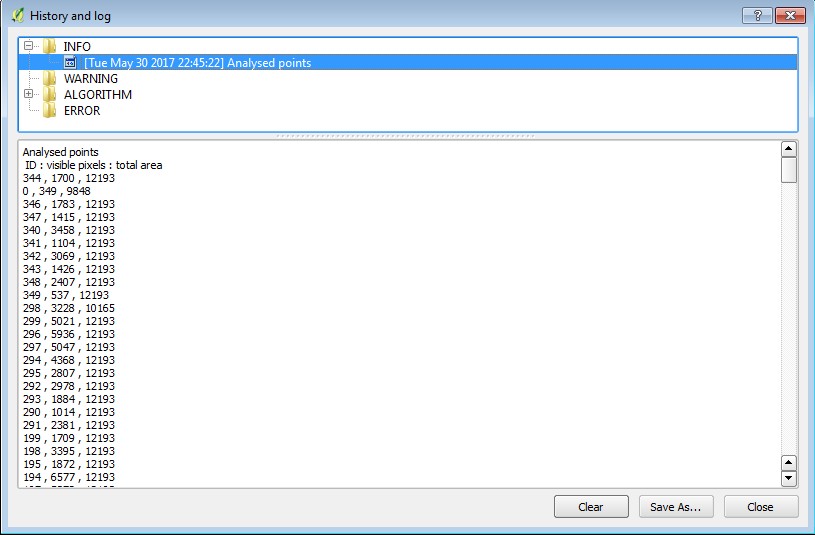 History and log
?
INFO
[Tue May 30 2017 22:45:22] Analysed points
WARNING
ALGORITHM
ERROR
Analysed points
ID : visible pixels : total area
344 , 1700 , 12193
0 , 349 , 9848
346 , 1783 , 12193
347 , 1415 , 12193
340 , 3458 , 12193
341 , 1104 , 12193
342 , 3069 , 12193
343 , 1426 , 12193
348 , 2407 , 12193
349 , 537 , 12193
298 , 3228 , 10165
299 , 5021 , 12193
296 , 5936 , 12193
297 , 5047 , 12193
294 , 4368 , 12193
295 , 2807 , 12193
292 , 2978 , 12193
293 , 1884 , 12193
290 , 1014 , 12193
291 , 2381 , 12193
199 , 1709 , 12193
198 , 3395 , 12193
195 , 1872 , 12193
194 , 6577 , 12193
Clear
Save As...
Close